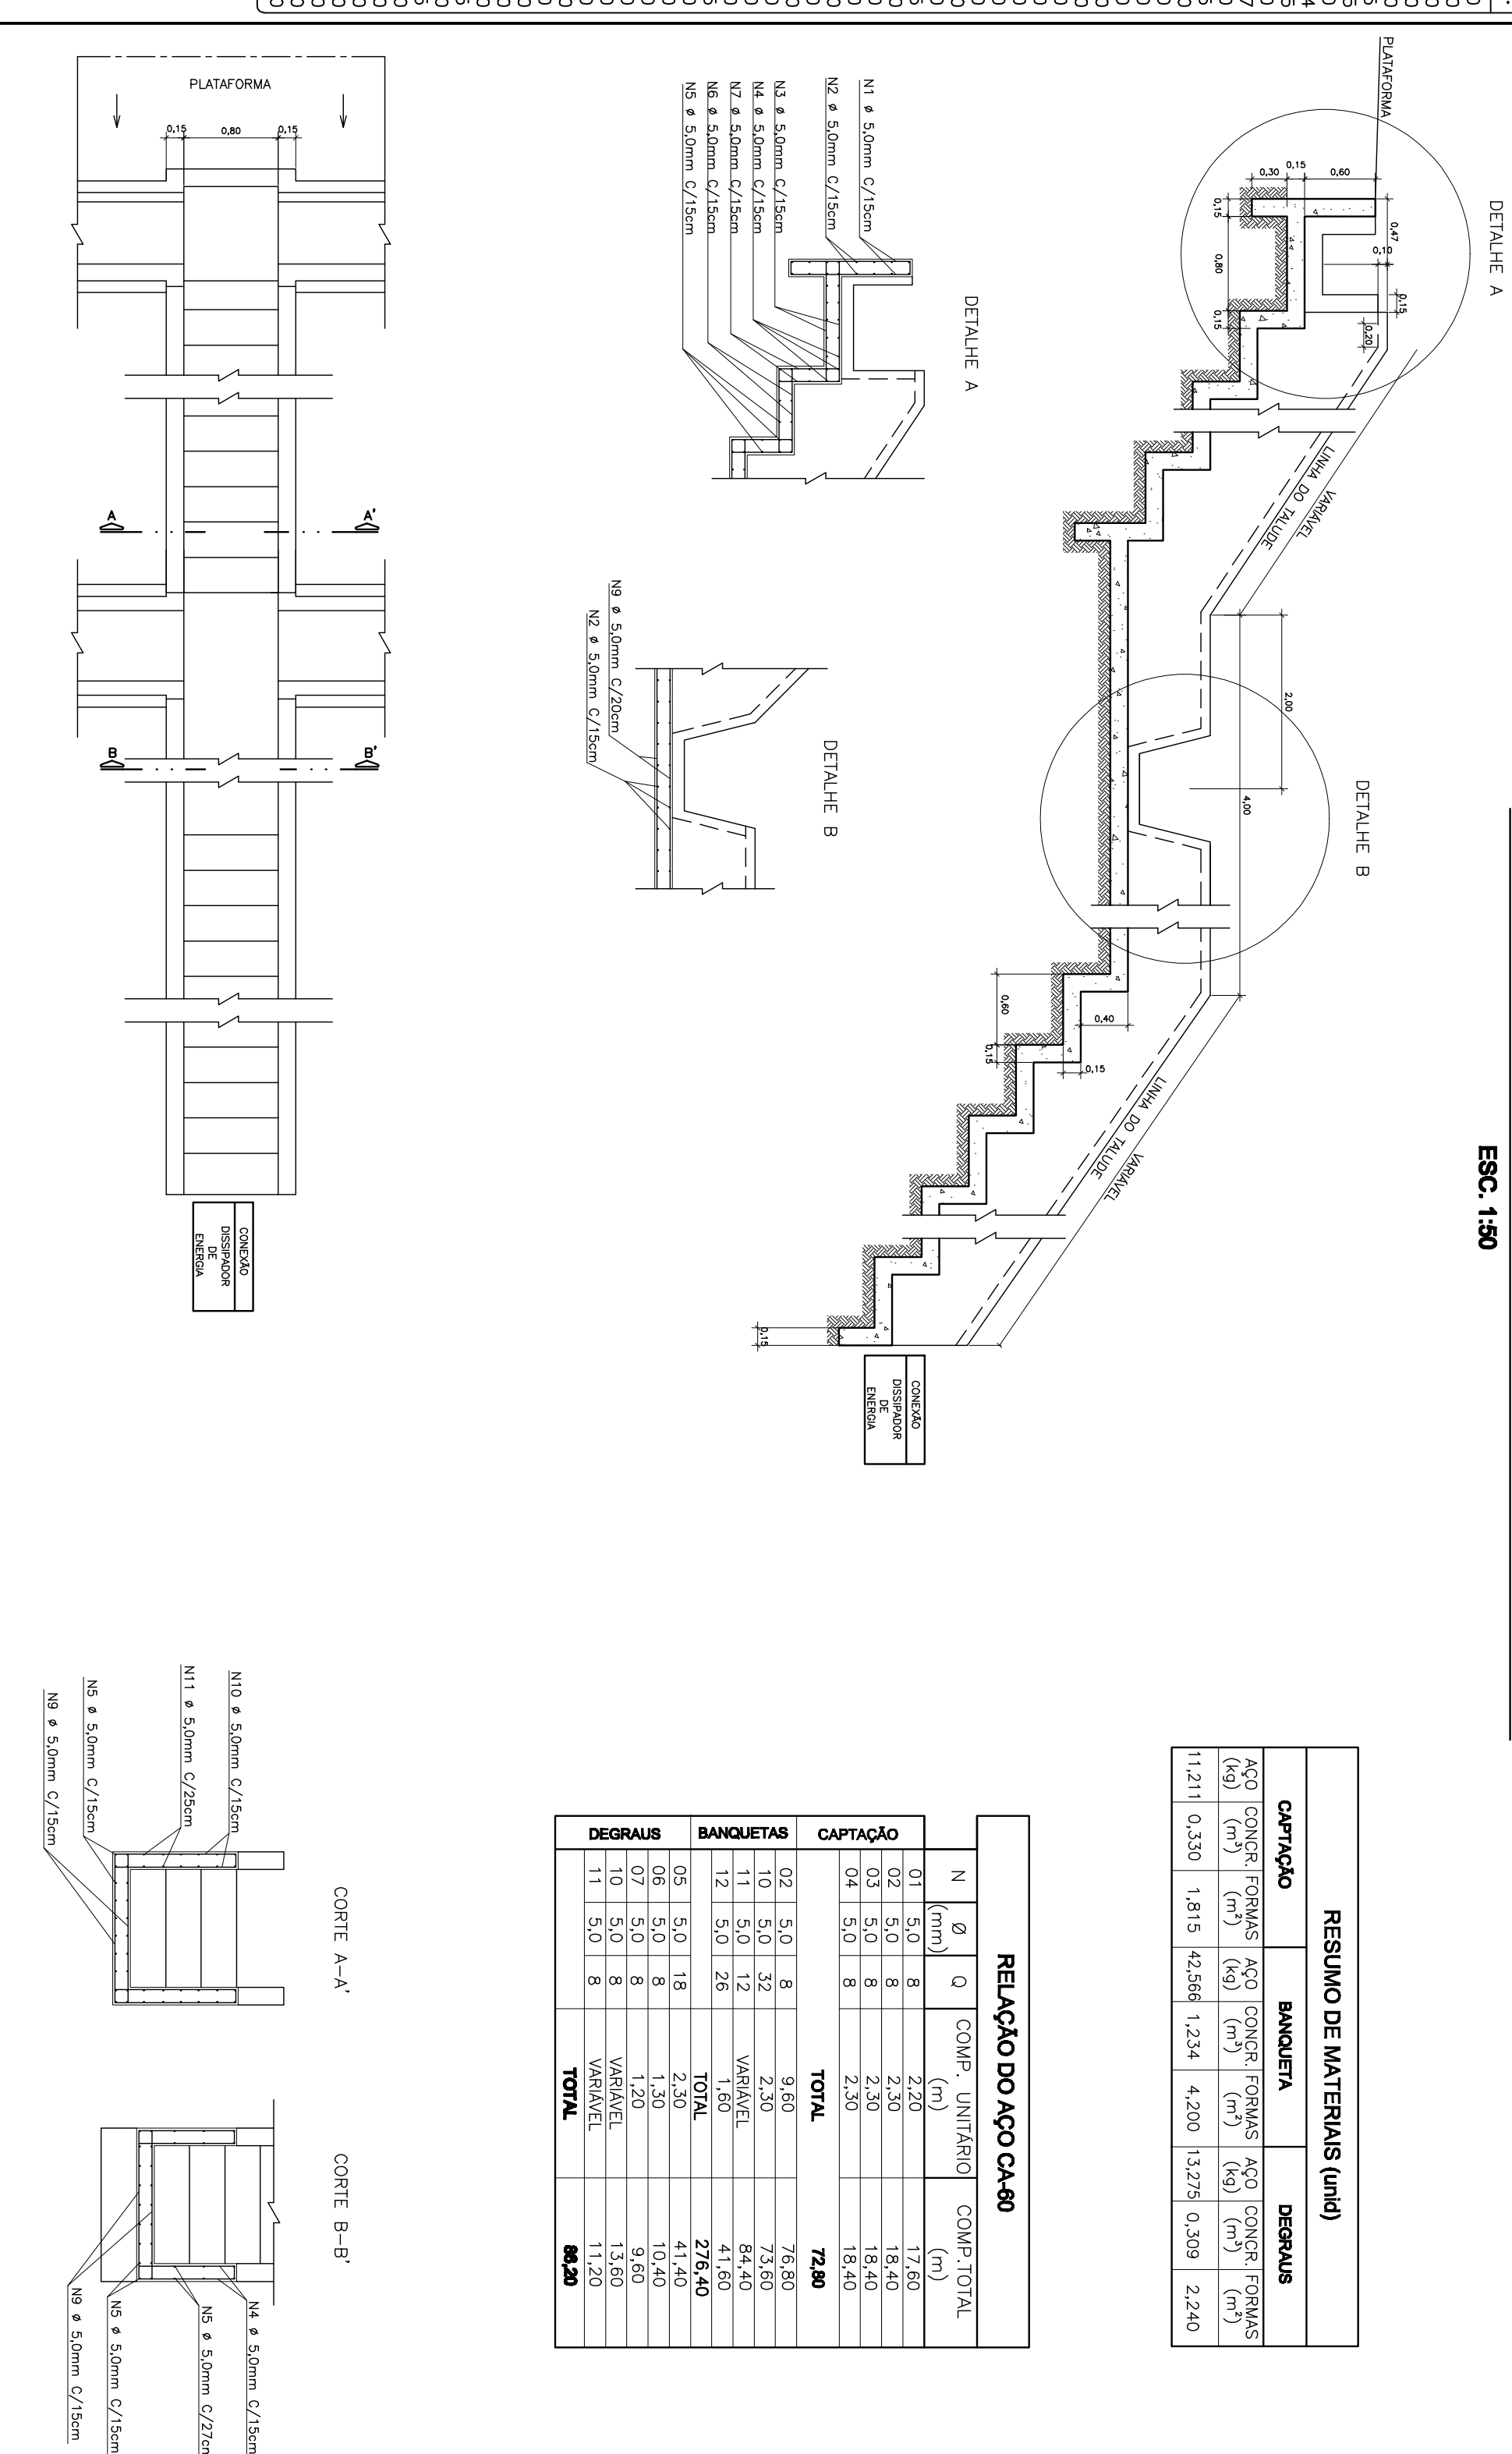 ESC. 1:50
DETALHE A
PLATAFORMA
0,30
0,15
0,60
0,47
0,10
0,15
0,20
0,15
0,80
0,15
LINHA DO TALUDE
VARIÁVEL
DETALHE B
2,00
4,00
0,60
0,15
0,40
0,15
LINHA DO TALUDE
VARIÁVEL
0,15
CONEXÃO
DISSIPADOR
DE
ENERGIA
DETALHE A
N1 ø 5,0mm C/15cm
N2 ø 5,0mm C/15cm
N3 ø 5,0mm C/15cm
N4 ø 5,0mm C/15cm
N7 ø 5,0mm C/15cm
N6 ø 5,0mm C/15cm
N5 ø 5,0mm C/15cm
DETALHE B
N9 ø 5,0mm C/20cm
N2 ø 5,0mm C/15cm
PLATAFORMA
0,15
0,80
0,15
A
A'
B
B'
CONEXÃO
DISSIPADOR
DE
ENERGIA
RESUMO DE MATERIAIS (unid)
CAPTAÇÃO BANQUETA DEGRAUS
AÇO (kg) CONCR. (m³) FORMAS (m²) AÇO (kg) CONCR. (m³) FORMAS (m²) AÇO (kg) CONCR. (m³) FORMAS (m²)
11,211 0,330 1,815 42,566 1,234 4,200 13,275 0,309 2,240
RELAÇÃO DO AÇO CA-60
N Ø (mm) Q COMP. UNITÁRIO (m) COMP.TOTAL (m)
CAPTAÇÃO
01 5,0 8 2,20 17,60
02 5,0 8 2,30 18,40
03 5,0 8 2,30 18,40
04 5,0 8 2,30 18,40
TOTAL 72,80
BANQUETAS
02 5,0 8 9,60 76,80
10 5,0 32 2,30 73,60
11 5,0 12 VARIÁVEL 84,40
12 5,0 26 1,60 41,60
TOTAL 276,40
DEGRAUS
05 5,0 18 2,30 41,40
06 5,0 8 1,30 10,40
07 5,0 8 1,20 9,60
10 5,0 8 VARIÁVEL 13,60
11 5,0 8 VARIÁVEL 11,20
TOTAL 86,20
CORTE A-A'
N10 ø 5,0mm C/15cm
N11 ø 5,0mm C/25cm
N5 ø 5,0mm C/15cm
N9 ø 5,0mm C/15cm
CORTE B-B'
N4 ø 5,0mm C/15cm
N5 ø 5,0mm C/27cm
N5 ø 5,0mm C/15cm
N9 ø 5,0mm C/15cm